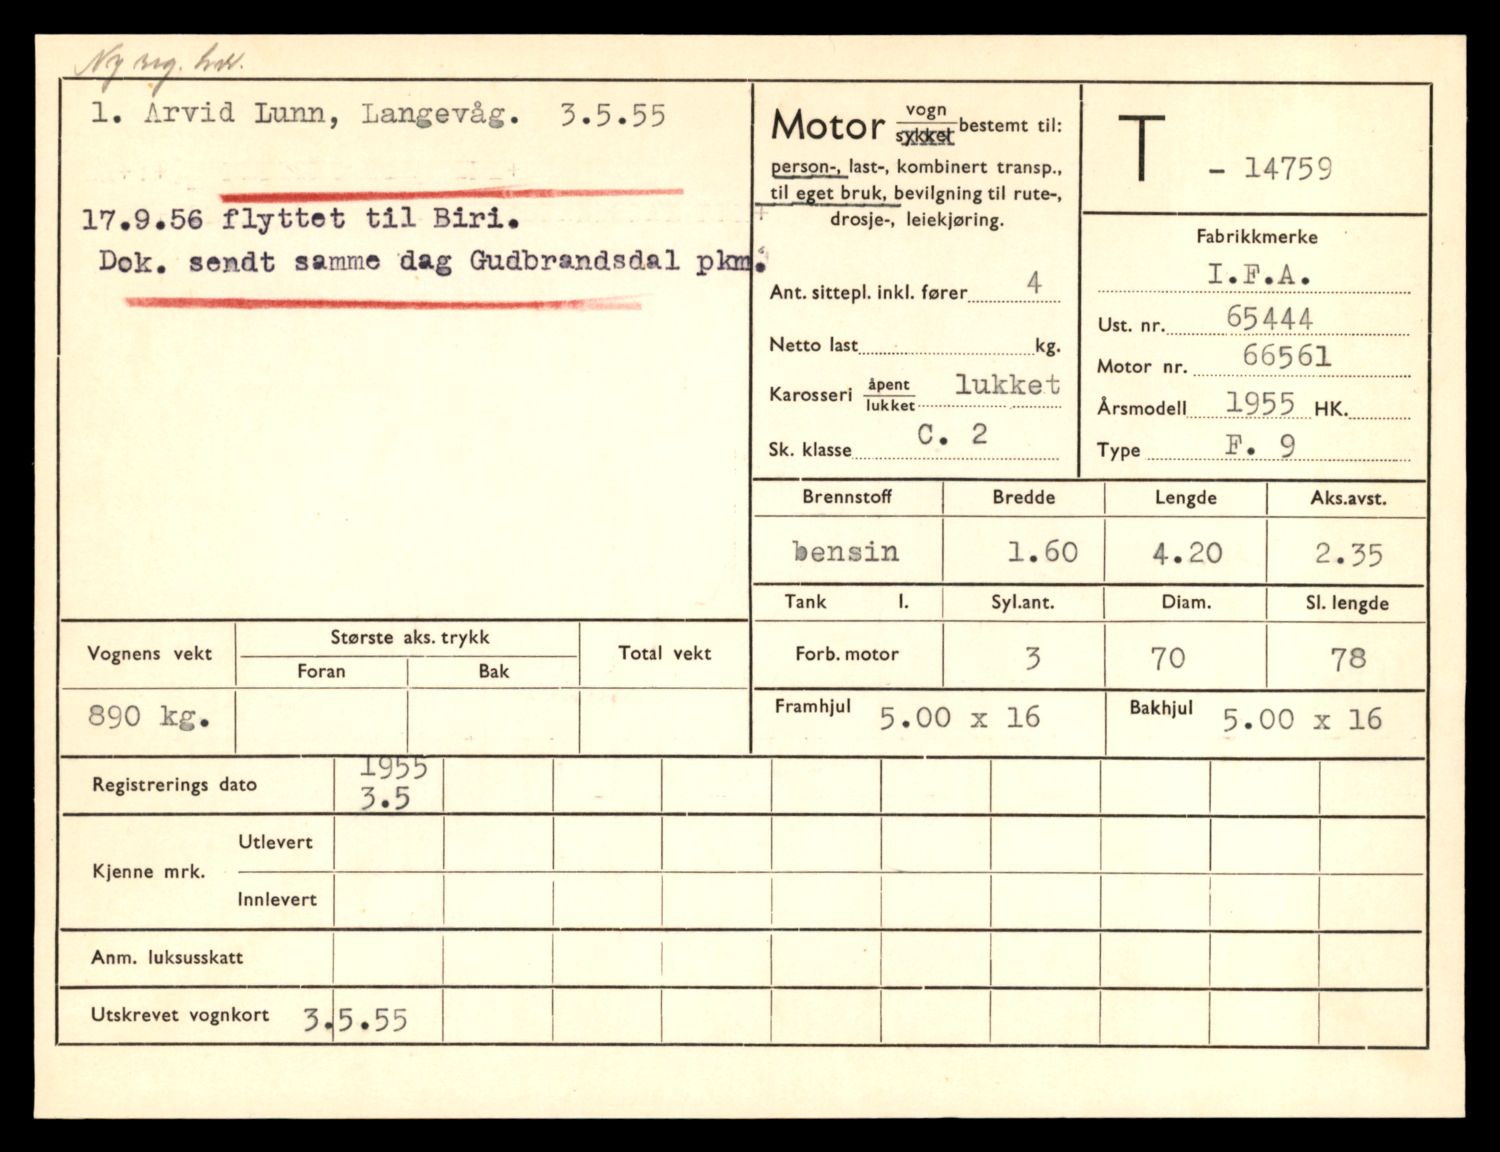 Ny reg.
1. Arvid Lunn, Langevåg. 3.5.55
17.9.56 flyttet til Biri.
Dok. sendt samme dag Gudbrandsdal pkm.
Motor vogn sykkel bestemt til:
person-, last-, kombinert transp.,
til eget bruk, bevilgning til rute-,
drosje-, leiekjøring.
Ant. sittepl. inkl. fører 4
Netto last kg.
Karosseri åpent lukket lukket
Sk. klasse C. 2
T - 14759
Fabrikkmerke
I.F.A.
Ust. nr. 65444
Motor nr. 66561
Årsmodell 1955 HK.
Type F. 9
Brennstoff Bredde Lengde Aks.avst.
bensin 1.60 4.20 2.35
Tank l. Syl.ant. Diam. Sl. lengde
Forb. motor 3 70 78
Framhjul 5.00 x 16 Bakhjul 5.00 x 16
Vognens vekt Største aks. trykk Total vekt
Foran Bak
890 kg.
Registrerings dato 1955
3.5
Kjenne mrk. Utlevert
Innlevert
Anm. luksusskatt
Utskrevet vognkort 3.5.55